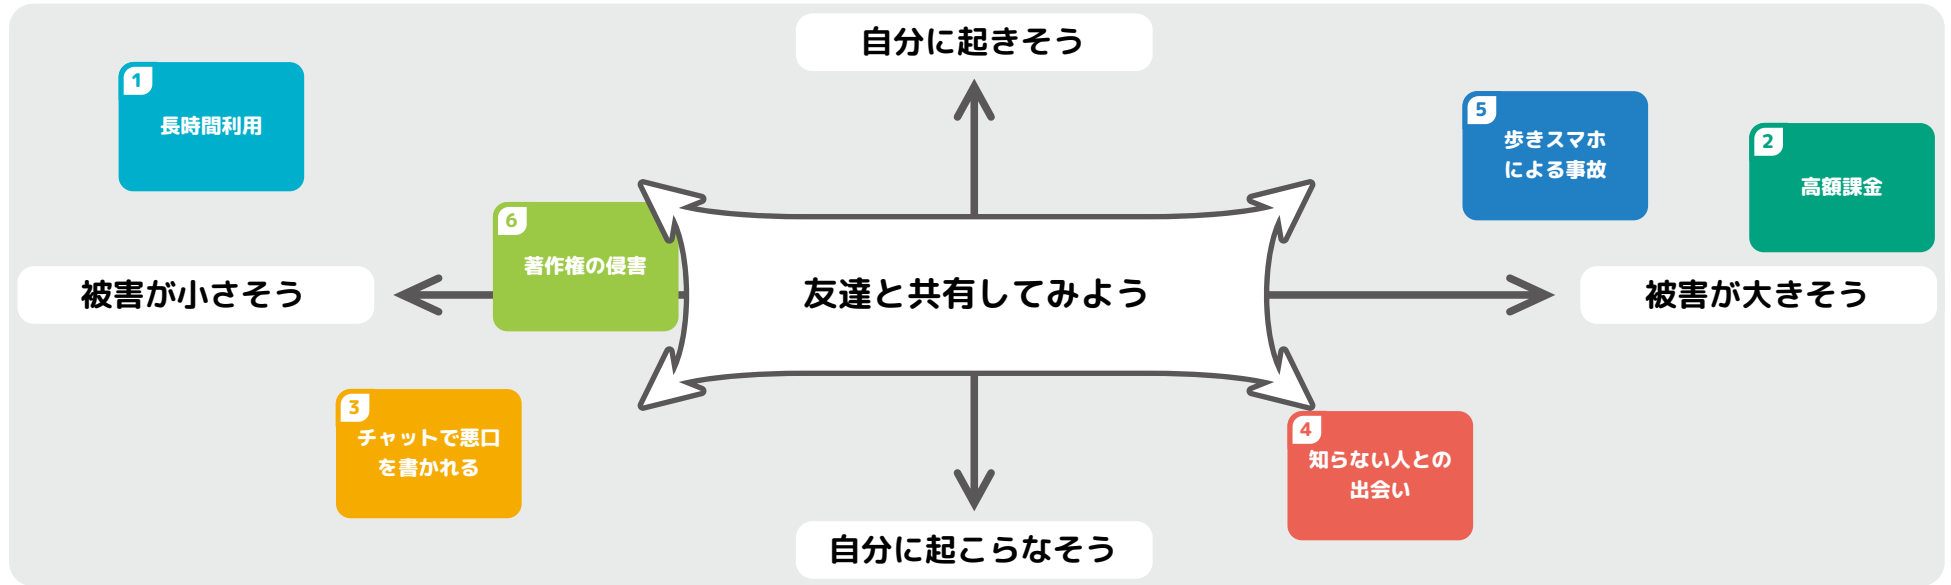 自分に起きそう
1
長時間利用
5
歩きスマホ
による事故
2
高額課金
6
著作権の侵害
被害が小さそう
友達と共有してみよう
被害が大きそう
3
チャットで悪口
を書かれる
4
知らない人との
出会い
自分に起こらなそう